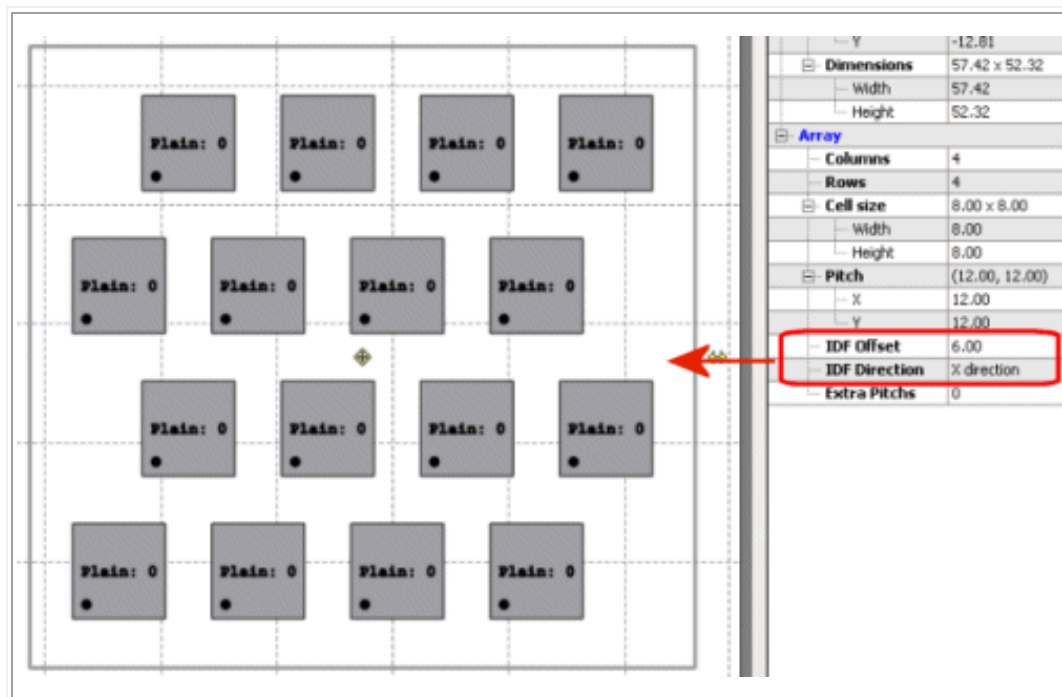 Y -12.81
Dimensions 57.42 x 52.32
Width 57.42
Height 52.32
Array
Columns 4
Rows 4
Cell size 8.00 x 8.00
Width 8.00
Height 8.00
Pitch (12.00, 12.00)
X 12.00
Y 12.00
IDF Offset 6.00
IDF Direction X direction
Extra Pitchs 0
Plain: 0 Plain: 0 Plain: 0 Plain: 0
Plain: 0 Plain: 0 Plain: 0 Plain: 0
Plain: 0 Plain: 0 Plain: 0 Plain: 0
Plain: 0 Plain: 0 Plain: 0 Plain: 0